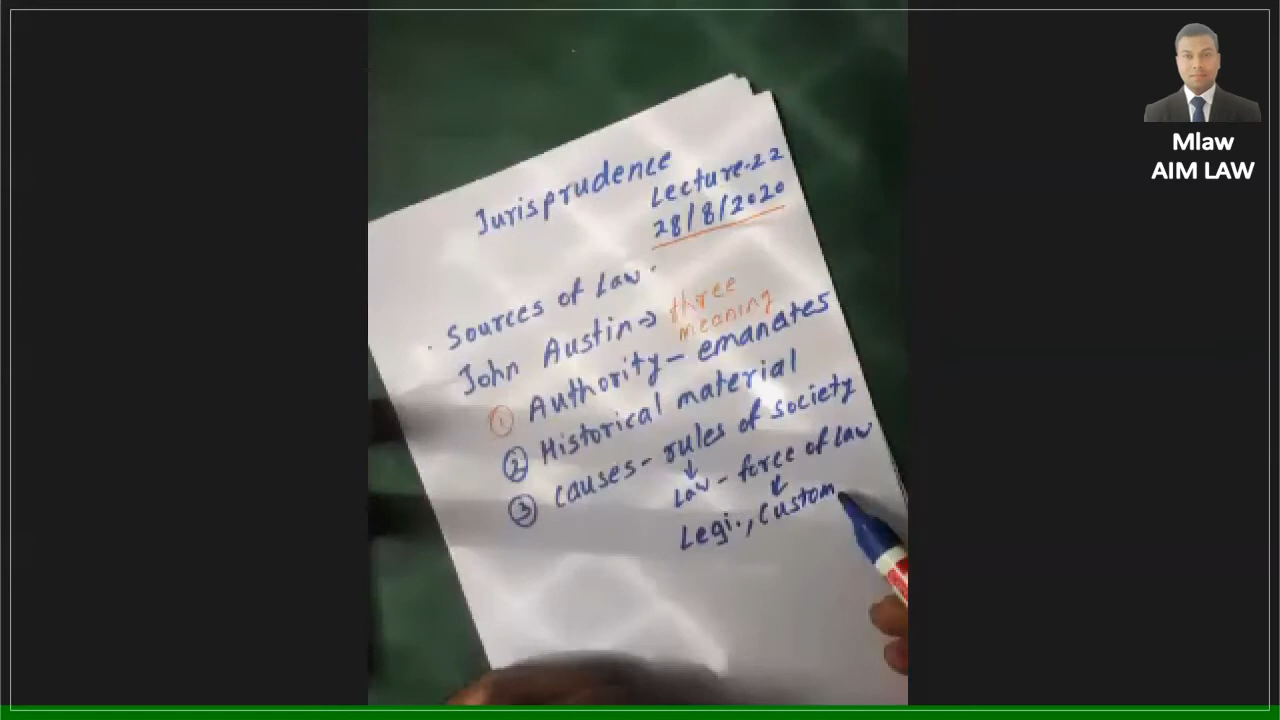 Jurisprudence
Lecture-22
28/8/2020
Sources of Law.
John Austin → three
meaning
① Authority - emanates
② Historical material
③ Causes - rules of society
↓
Law - force of Law
↓
Legi., Custom
Mlaw
AIM LAW